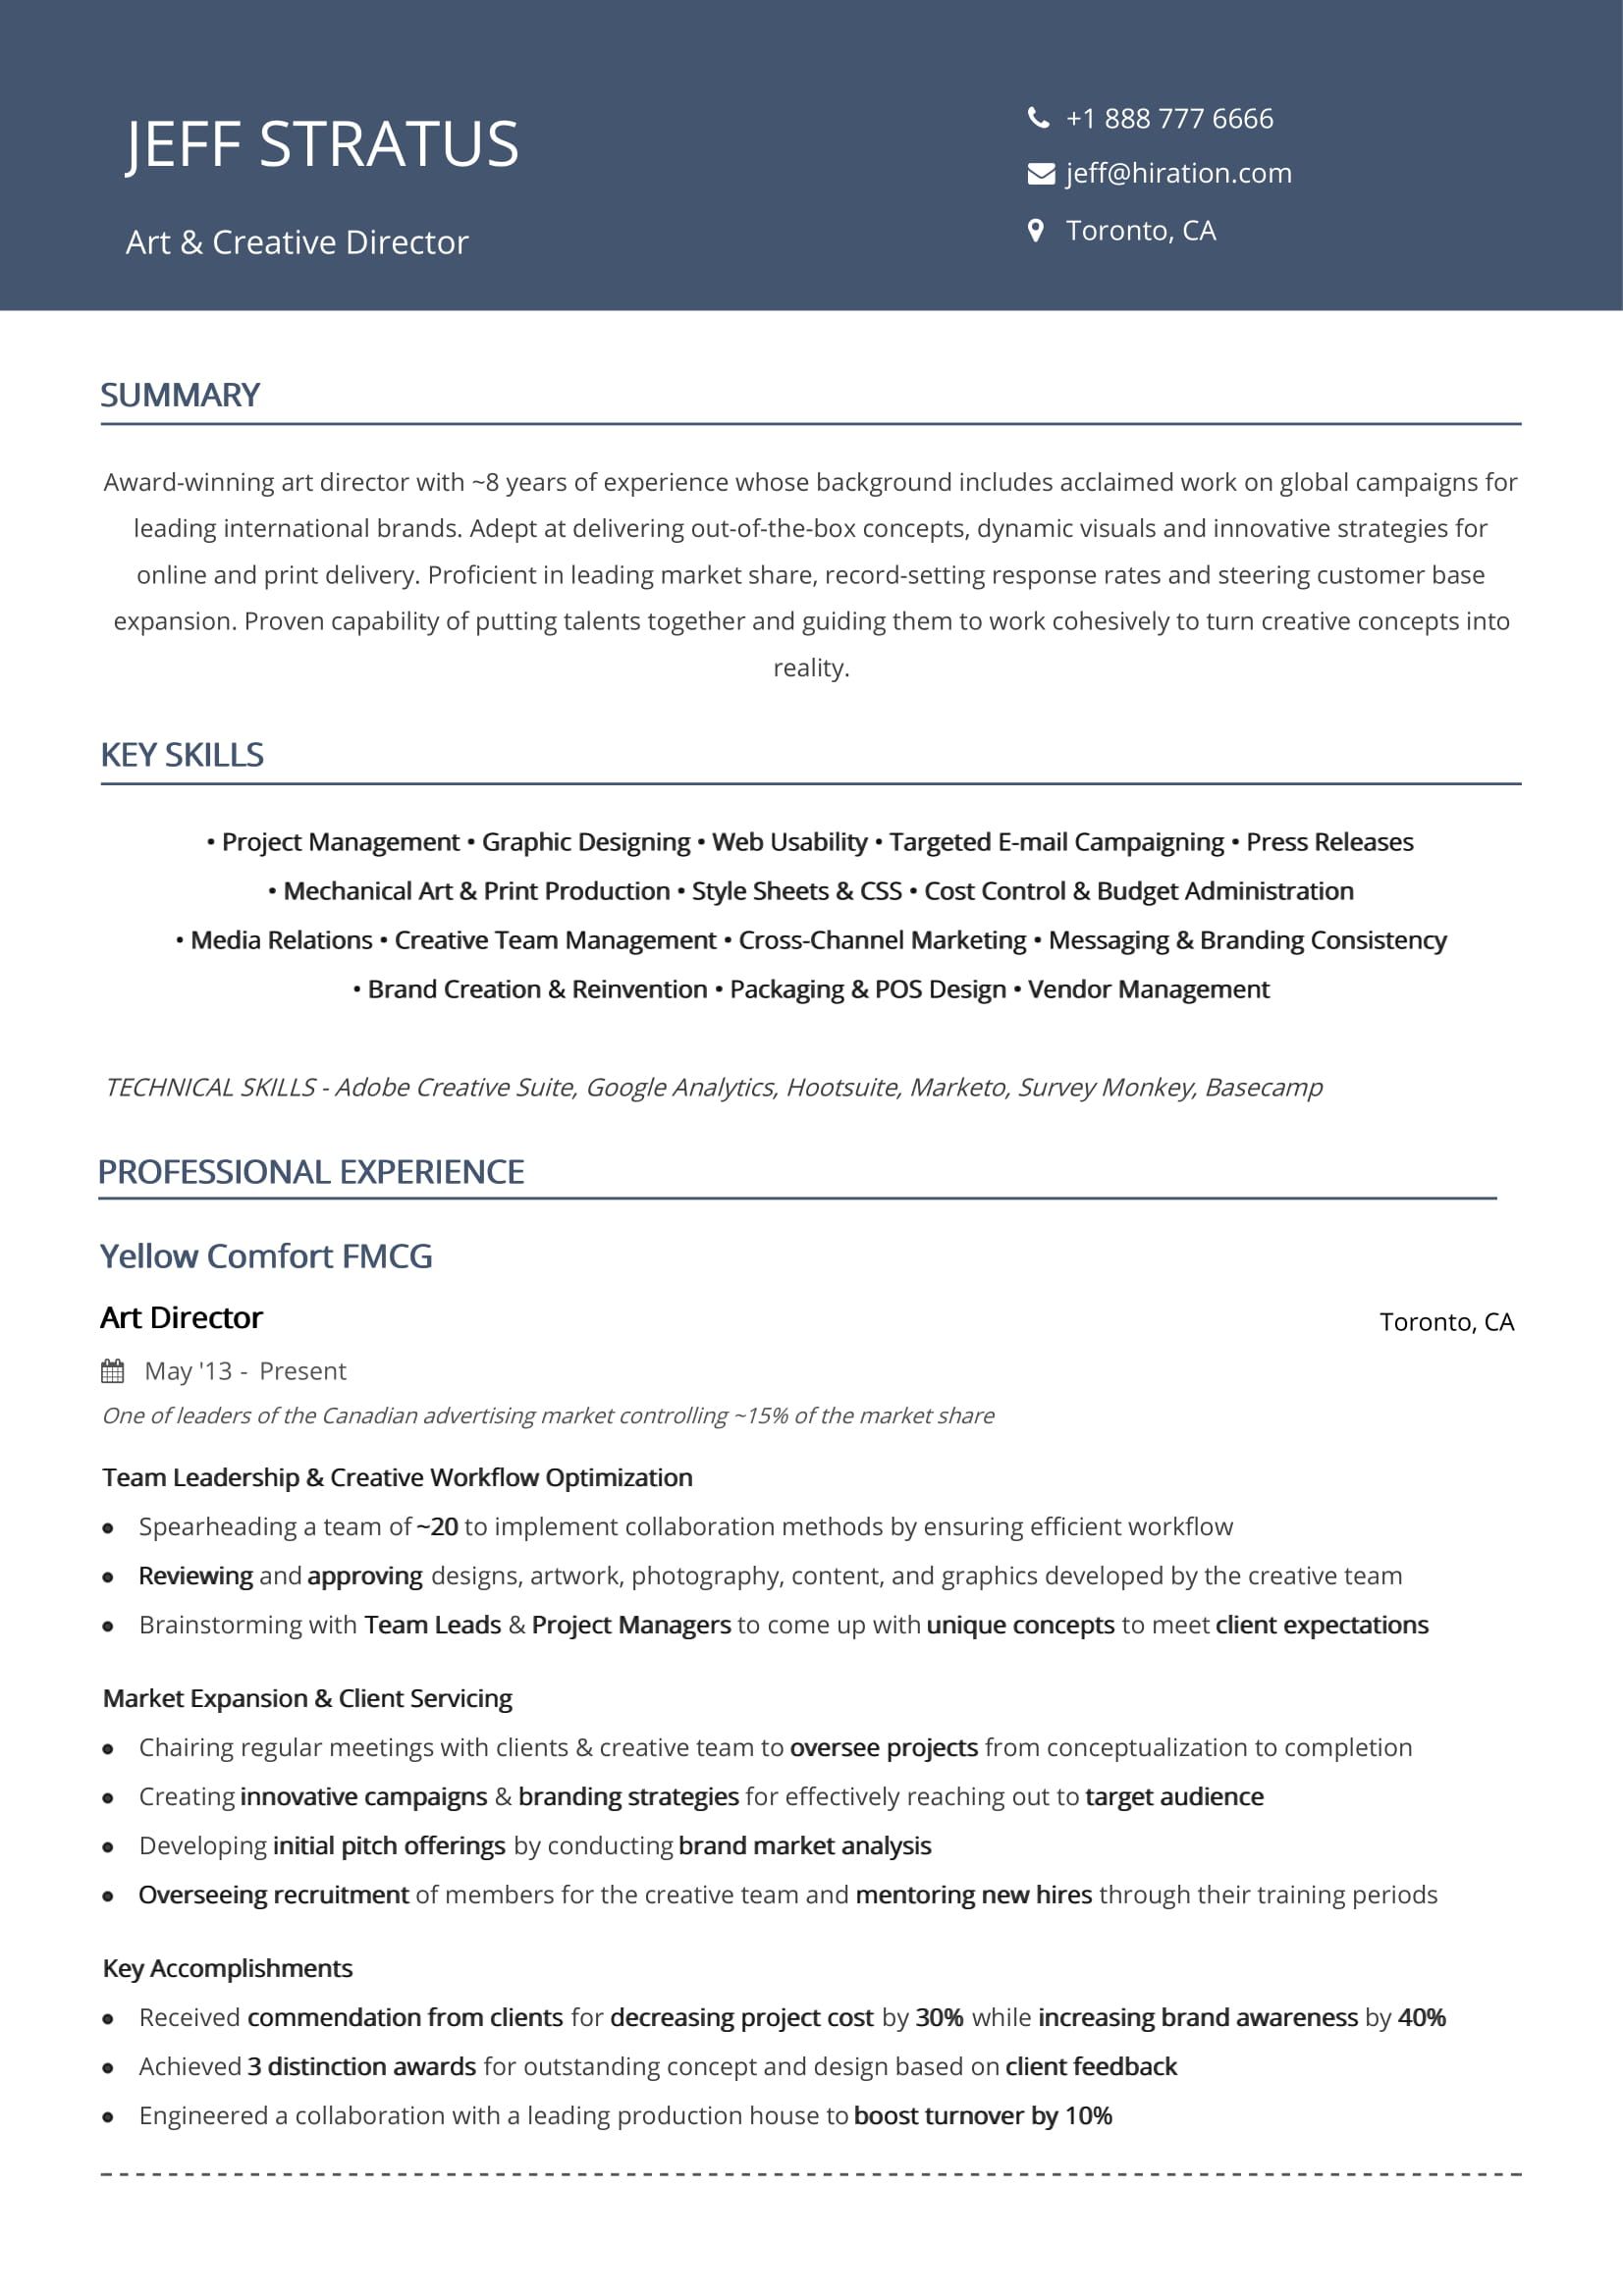 JEFF STRATUS
Art & Creative Director
+1 888 777 6666
jeff@hiration.com
Toronto, CA
SUMMARY
Award-winning art director with ~8 years of experience whose background includes acclaimed work on global campaigns for
leading international brands. Adept at delivering out-of-the-box concepts, dynamic visuals and innovative strategies for
online and print delivery. Proficient in leading market share, record-setting response rates and steering customer base
expansion. Proven capability of putting talents together and guiding them to work cohesively to turn creative concepts into
reality.
KEY SKILLS
• Project Management • Graphic Designing • Web Usability • Targeted E-mail Campaigning • Press Releases
• Mechanical Art & Print Production • Style Sheets & CSS • Cost Control & Budget Administration
• Media Relations • Creative Team Management • Cross-Channel Marketing • Messaging & Branding Consistency
• Brand Creation & Reinvention • Packaging & POS Design • Vendor Management
TECHNICAL SKILLS - Adobe Creative Suite, Google Analytics, Hootsuite, Marketo, Survey Monkey, Basecamp
PROFESSIONAL EXPERIENCE
Yellow Comfort FMCG
Art Director
Toronto, CA
May '13 - Present
One of leaders of the Canadian advertising market controlling ~15% of the market share
Team Leadership & Creative Workflow Optimization
• Spearheading a team of ~20 to implement collaboration methods by ensuring efficient workflow
• Reviewing and approving designs, artwork, photography, content, and graphics developed by the creative team
• Brainstorming with Team Leads & Project Managers to come up with unique concepts to meet client expectations
Market Expansion & Client Servicing
• Chairing regular meetings with clients & creative team to oversee projects from conceptualization to completion
• Creating innovative campaigns & branding strategies for effectively reaching out to target audience
• Developing initial pitch offerings by conducting brand market analysis
• Overseeing recruitment of members for the creative team and mentoring new hires through their training periods
Key Accomplishments
• Received commendation from clients for decreasing project cost by 30% while increasing brand awareness by 40%
• Achieved 3 distinction awards for outstanding concept and design based on client feedback
• Engineered a collaboration with a leading production house to boost turnover by 10%